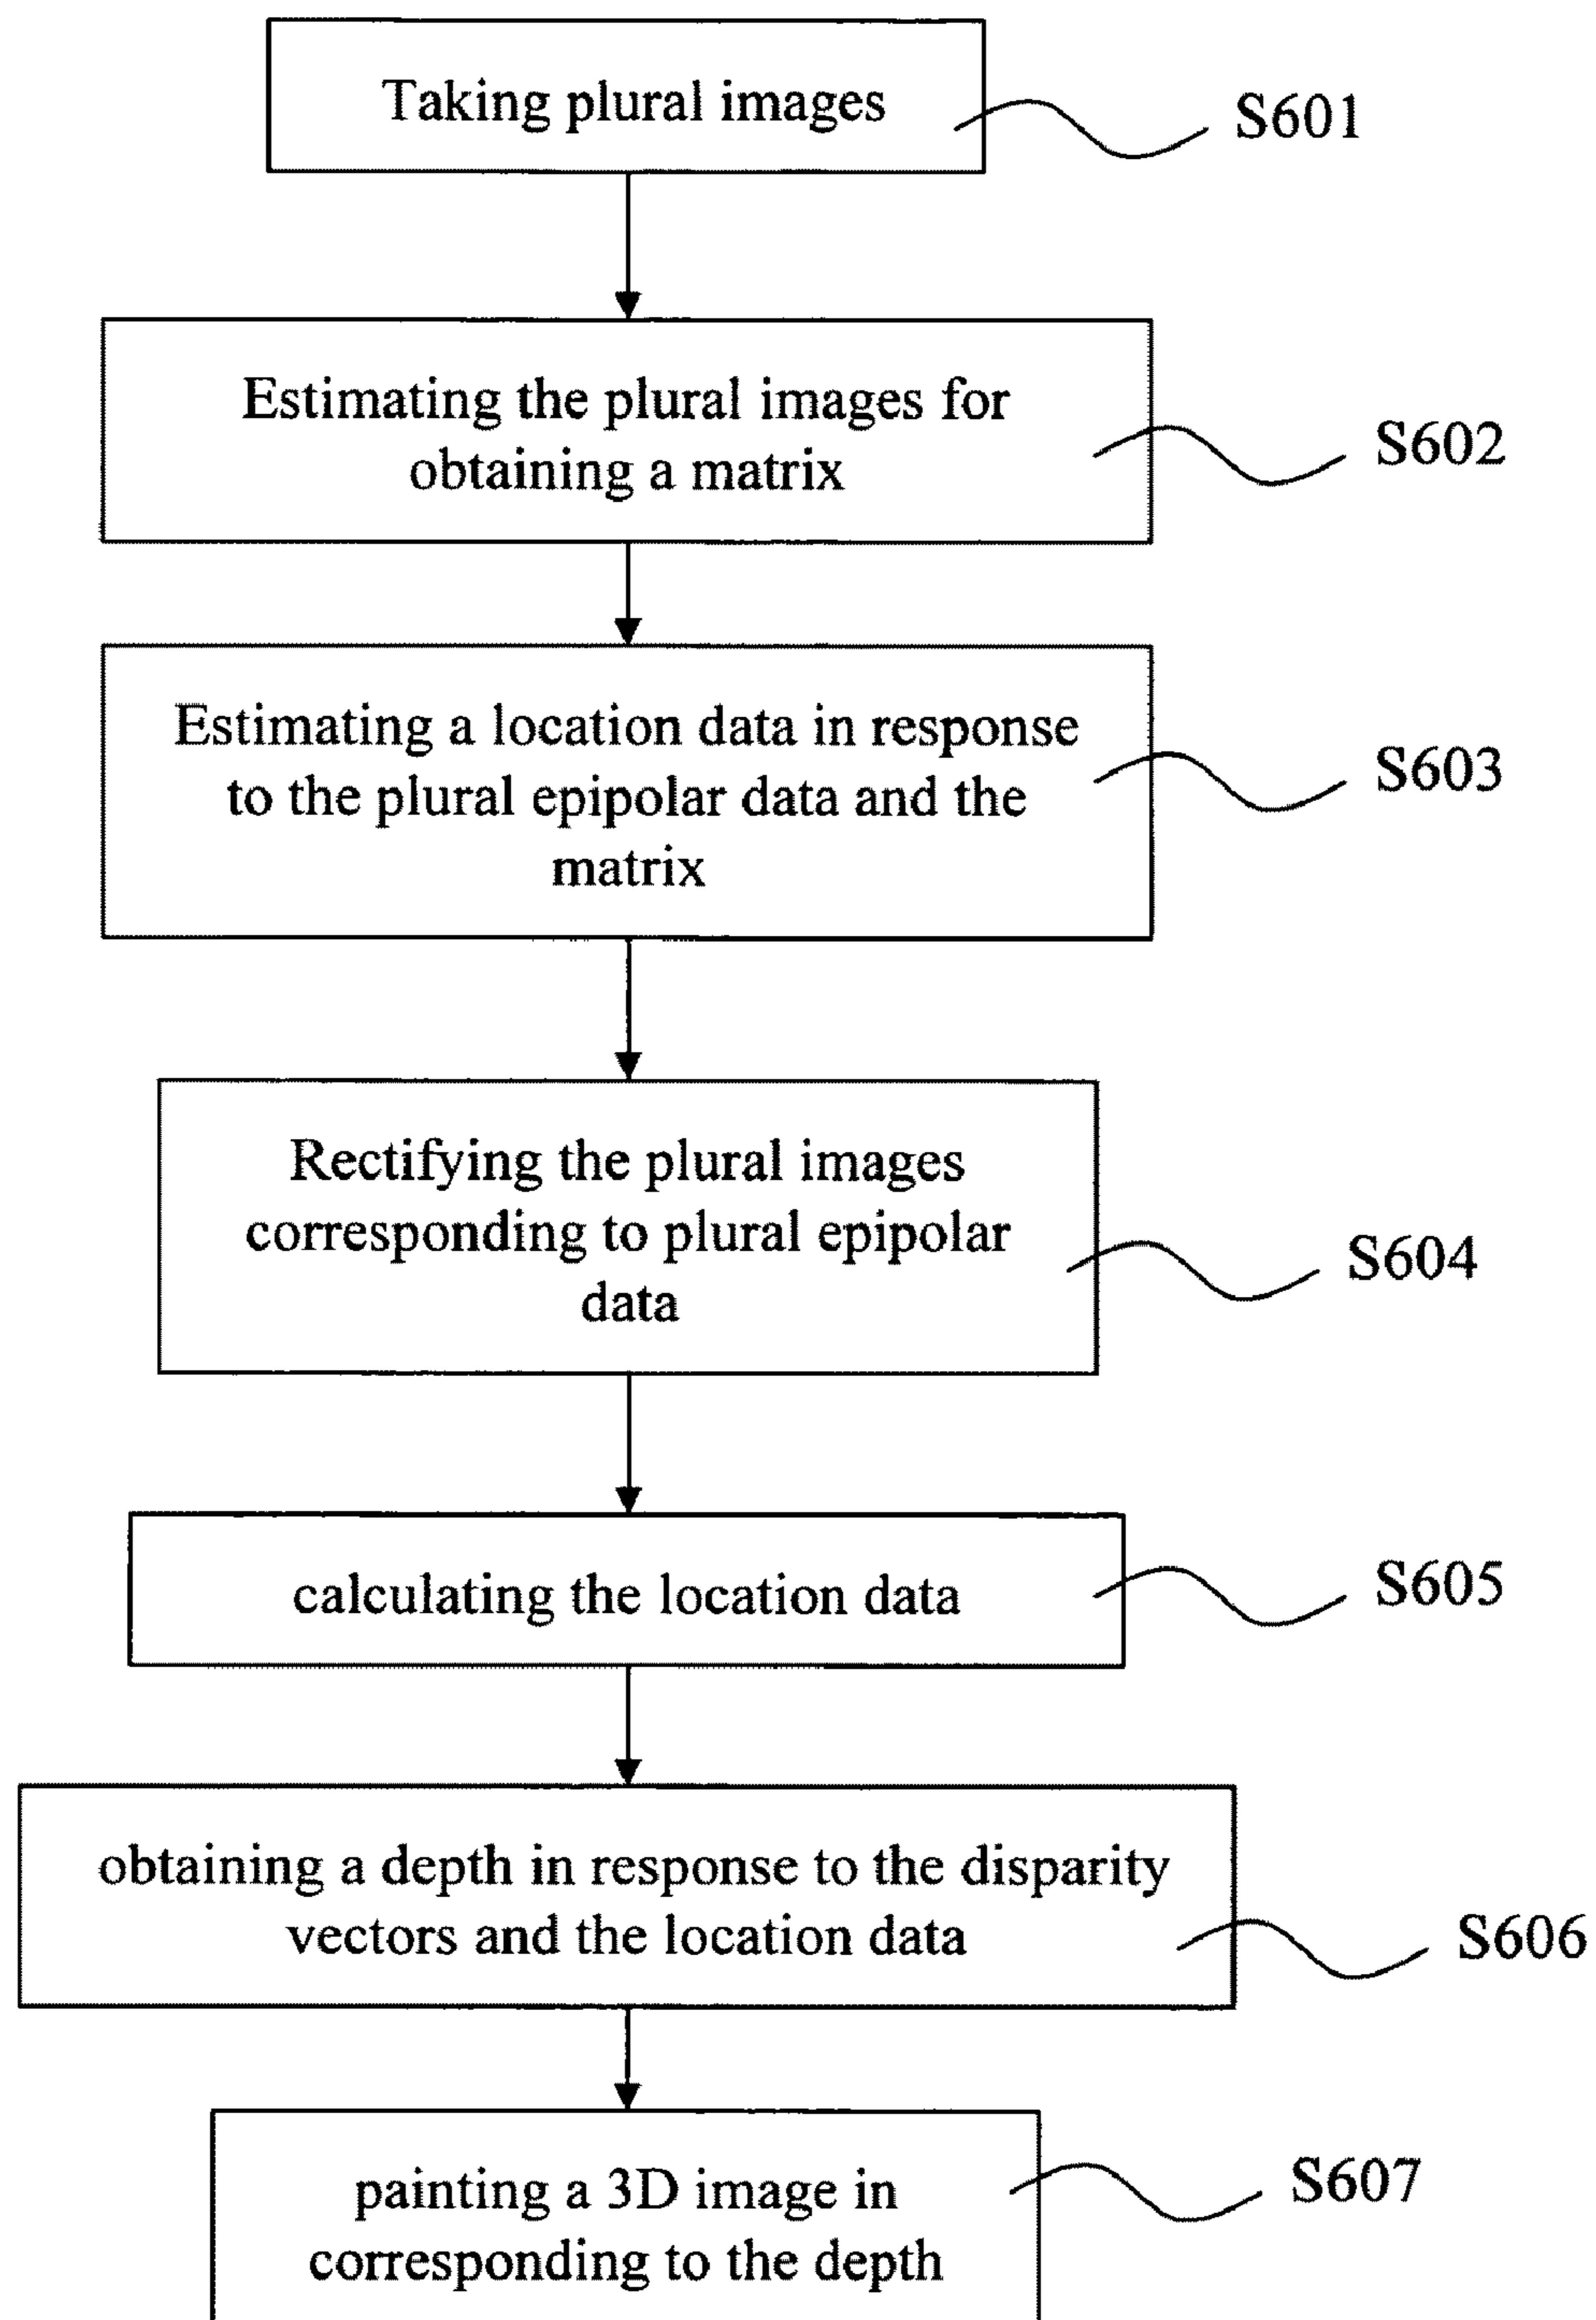 Taking plural images
S601
Estimating the plural images for
obtaining a matrix
S602
Estimating a location data in response
to the plural epipolar data and the
matrix
S603
Rectifying the plural images
corresponding to plural epipolar
data
S604
calculating the location data
S605
obtaining a depth in response to the disparity
vectors and the location data
S606
painting a 3D image in
corresponding to the depth
S607